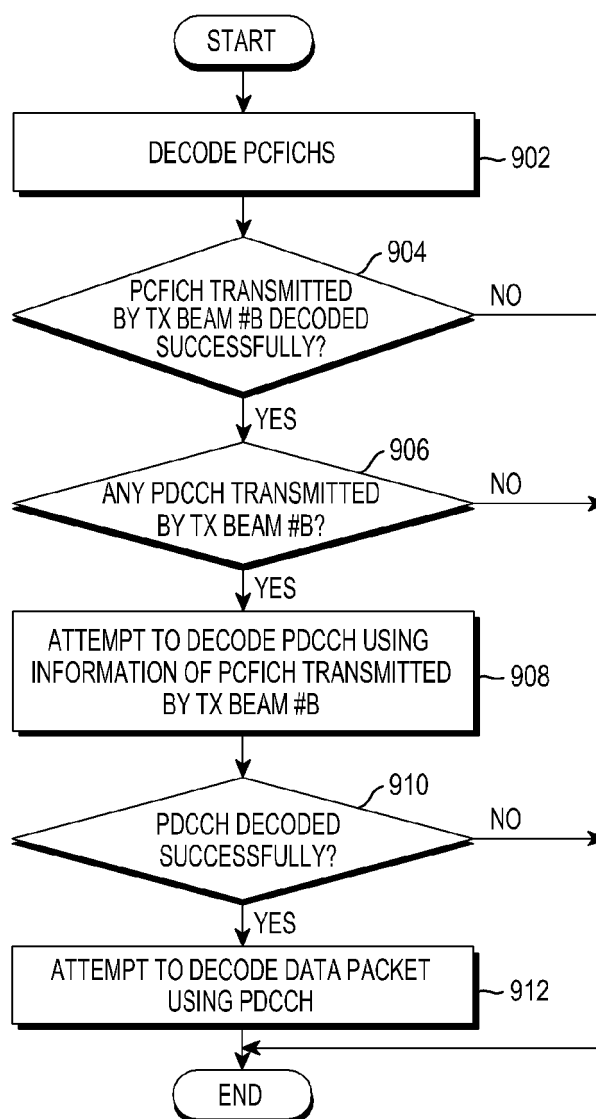 START
DECODE PCFICHS
902
904
PCFICH TRANSMITTED
BY TX BEAM #B DECODED
SUCCESSFULLY?
NO
YES
906
ANY PDCCH TRANSMITTED
BY TX BEAM #B?
NO
YES
ATTEMPT TO DECODE PDCCH USING
INFORMATION OF PCFICH TRANSMITTED
BY TX BEAM #B
908
910
PDCCH DECODED
SUCCESSFULLY?
NO
YES
ATTEMPT TO DECODE DATA PACKET
USING PDCCH
912
END